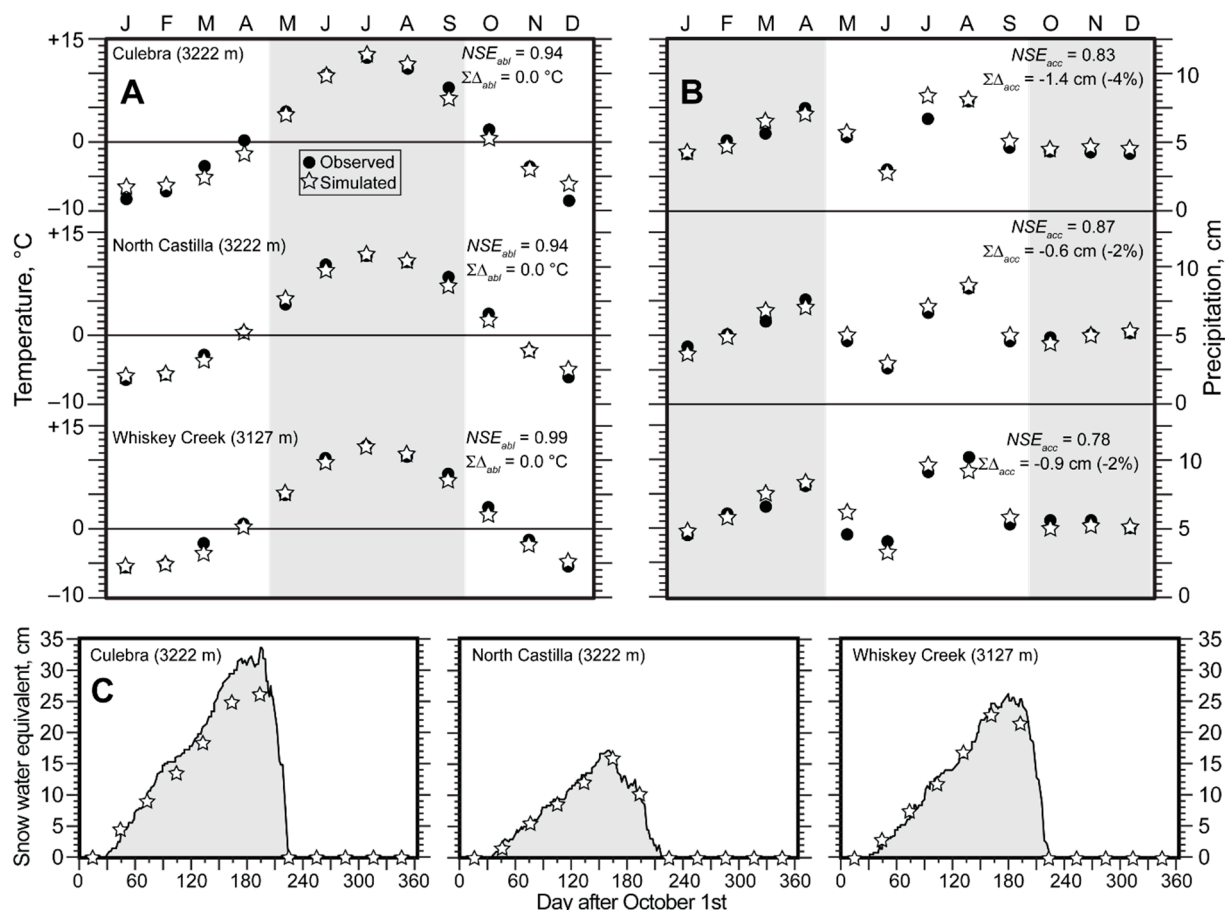 J F M A M J J A S O N D
J F M A M J J A S O N D
Temperature, °C
+15
0
–10
+15
0
–10
+15
0
–10
A
Culebra (3222 m)
NSEabl = 0.94
ΣΔabl = 0.0 °C
Observed
Simulated
North Castilla (3222 m)
NSEabl = 0.94
ΣΔabl = 0.0 °C
Whiskey Creek (3127 m)
NSEabl = 0.99
ΣΔabl = 0.0 °C
B
NSEacc = 0.83
ΣΔacc = -1.4 cm (-4%)
NSEacc = 0.87
ΣΔacc = -0.6 cm (-2%)
NSEacc = 0.78
ΣΔacc = -0.9 cm (-2%)
10
5
0
10
5
0
10
5
0
Precipitation, cm
Snow water equivalent, cm
35
30
25
20
15
10
5
0
C
Culebra (3222 m)
North Castilla (3222 m)
Whiskey Creek (3127 m)
35
30
25
20
15
10
5
0
0 60 120 180 240 300 360
0 60 120 180 240 300 360
0 60 120 180 240 300 360
Day after October 1st